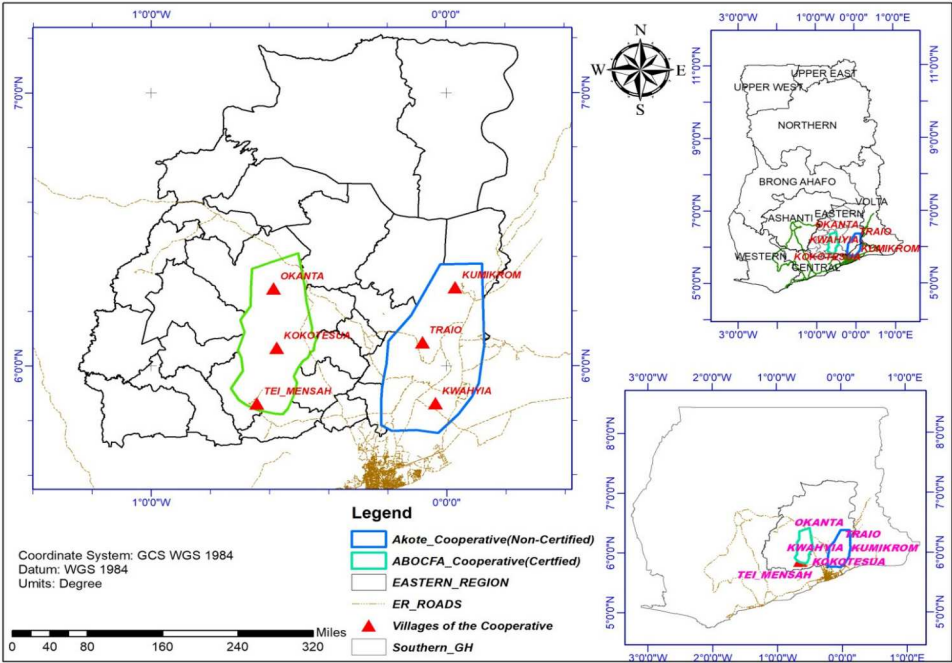 1°0'0"W
0°0'0"
7°0'0"N
7°0'0"N
6°0'0"N
6°0'0"N
OKANTA
KUMIKROM
KOKOTESUA
TRAIO
TEI_MENSAH
KWAHYIA
1°0'0"W
0°0'0"
N
W
E
S
3°0'0"W
1°0'0"W
0°0'0"
1°0'0"E
11°0'0"N
9°0'0"N
7°0'0"N
6°0'0"N
5°0'0"N
11°0'0"N
9°0'0"N
7°0'0"N
6°0'0"N
5°0'0"N
UPPER EAST
UPPER WEST
NORTHERN
BRONG AHAFO
VOLTA
ASHANTI
EASTERN
OKANTA
TRAIO
KWAHYIA
KUMIKROM
WESTERN
KOKOTESUA
CENTRAL
3°0'0"W
1°0'0"W
0°0'0"
1°0'0"E
3°0'0"W
1°0'0"W
0°0'0"
1°0'0"E
8°0'0"N
7°0'0"N
6°0'0"N
5°0'0"N
8°0'0"N
7°0'0"N
6°0'0"N
5°0'0"N
OKANTA
TRAIO
KWAHYIA
KUMIKROM
KOKOTESUA
TEI_MENSAH
3°0'0"W
1°0'0"W
0°0'0"
1°0'0"E
Legend
Akote_Cooperative(Non-Certified)
ABOCFA_Cooperative(Certfied)
EASTERN_REGION
ER_ROADS
Villages of the Cooperative
Southern_GH
Coordinate System: GCS WGS 1984
Datum: WGS 1984
Units: Degree
Miles
0 40 80 160 240 320